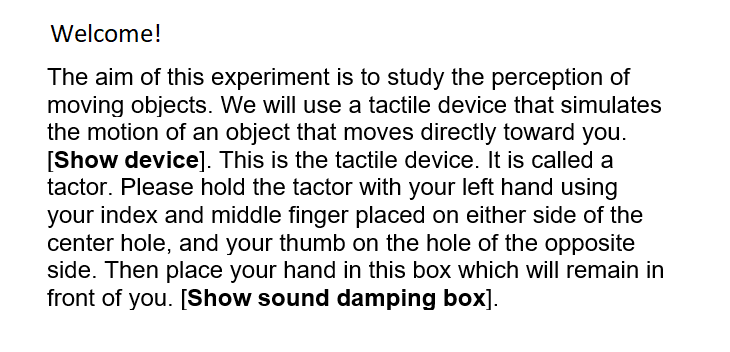 Welcome!
The aim of this experiment is to study the perception of
moving objects. We will use a tactile device that simulates
the motion of an object that moves directly toward you.
[Show device]. This is the tactile device. It is called a
tactor. Please hold the tactor with your left hand using
your index and middle finger placed on either side of the
center hole, and your thumb on the hole of the opposite
side. Then place your hand in this box which will remain in
front of you. [Show sound damping box].